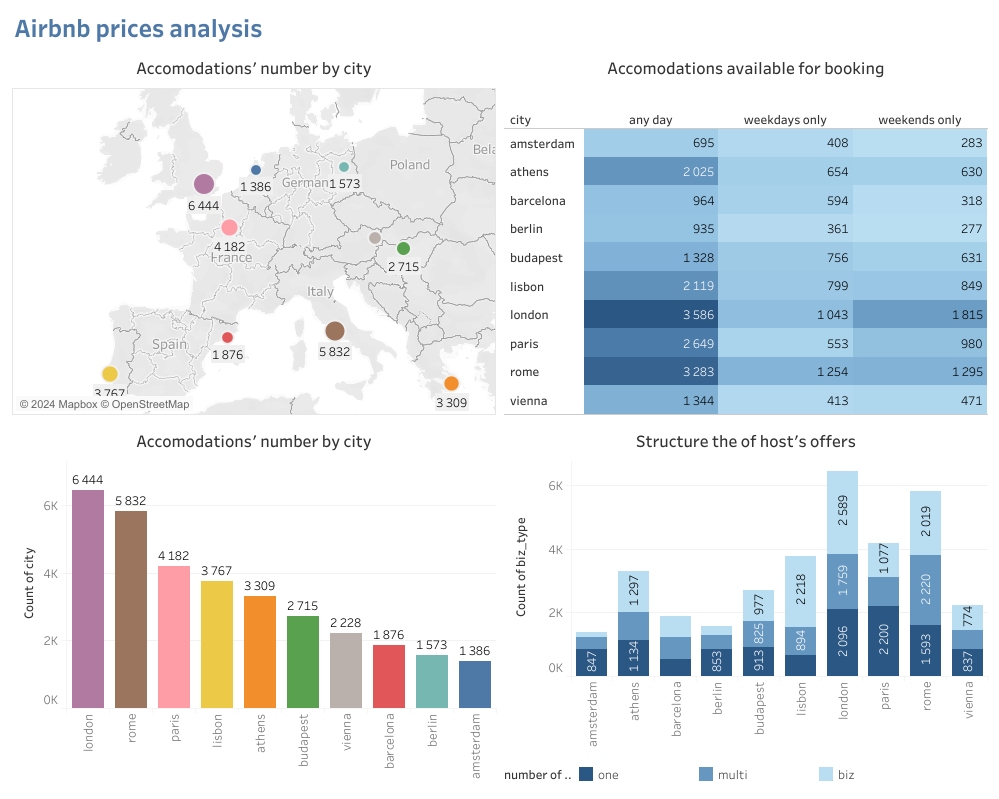 Airbnb prices analysis
Accomodations' number by city
Poland
Germany
1 386
1 573
6 444
4 182
France
2 715
Italy
5 832
Spain
1 876
3 767
3 309
© 2024 Mapbox © OpenStreetMap
Accomodations available for booking
city any day weekdays only weekends only
amsterdam 695 408 283
athens 2 025 654 630
barcelona 964 594 318
berlin 935 361 277
budapest 1 328 756 631
lisbon 2 119 799 849
london 3 586 1 043 1 815
paris 2 649 553 980
rome 3 283 1 254 1 295
vienna 1 344 413 471
Accomodations' number by city
Count of city
6K
4K
2K
0K
6 444
5 832
4 182
3 767
3 309
2 715
2 228
1 876
1 573
1 386
london
rome
paris
lisbon
athens
budapest
vienna
barcelona
berlin
amsterdam
Structure the of host's offers
Count of biz_type
6K
4K
2K
0K
847
1 297
1 134
853
977
825
913
2 218
894
2 589
1 759
2 096
1 077
2 200
2 019
2 220
1 593
774
837
amsterdam
athens
barcelona
berlin
budapest
lisbon
london
paris
rome
vienna
number of .. one multi biz